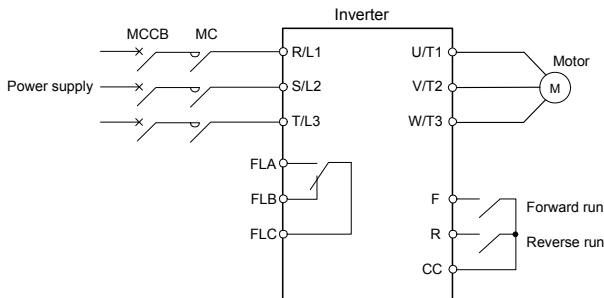 Inverter
MCCB MC
R/L1 U/T1
Motor
Power supply S/L2 V/T2 M
T/L3 W/T3
FLA
FLB F Forward run
FLC R Reverse run
CC